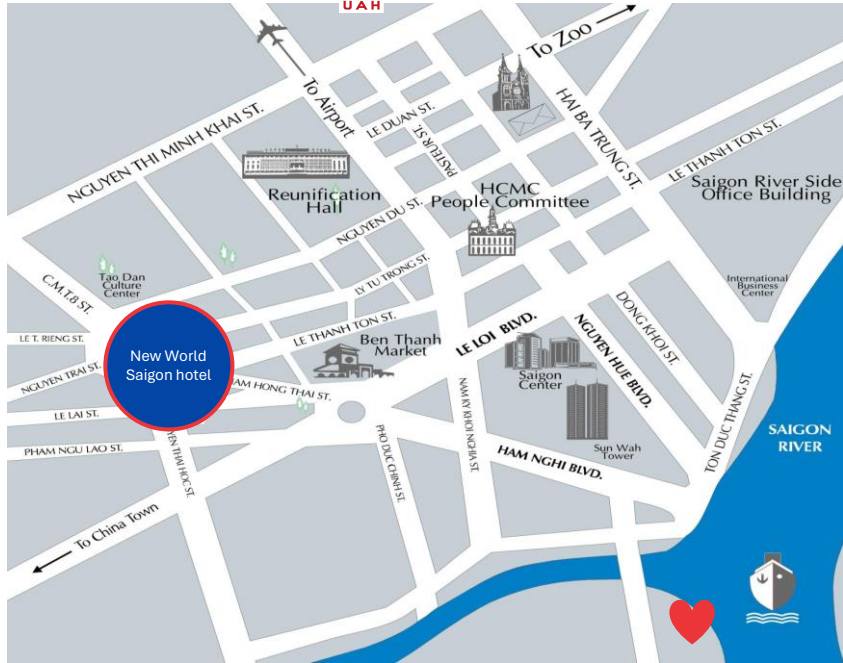 UAH
To Zoo
To Airport
NGUYEN THI MINH KHAI ST.
LE DUAN ST.
PASTEUR ST.
HAI BA TRUNG ST.
LE THANH TON ST.
Reunification
Hall
HCMC
People Committee
Saigon River Side
Office Building
NGUYEN DU ST.
C.M.T.8 ST.
Tao Dan
Culture
Center
LY TU TRONG ST.
International
Business
Center
LE T. RIENG ST.
New World
Saigon hotel
LE THANH TON ST.
Ben Thanh
Market
LE LOI BLVD.
NGUYEN HUE BLVD.
DONG KHOI ST.
Saigon
Center
NGUYEN TRAI ST.
AM HONG THAI ST.
LE LAI ST.
PHAM NGU LAO ST.
YEN THAI HOC ST.
PHO DUC CHINH ST.
NAM KY KHOI NGHIA ST.
HAM NGHI BLVD.
Sun Wah
Tower
TON DUC THANG ST.
SAIGON
RIVER
To China Town